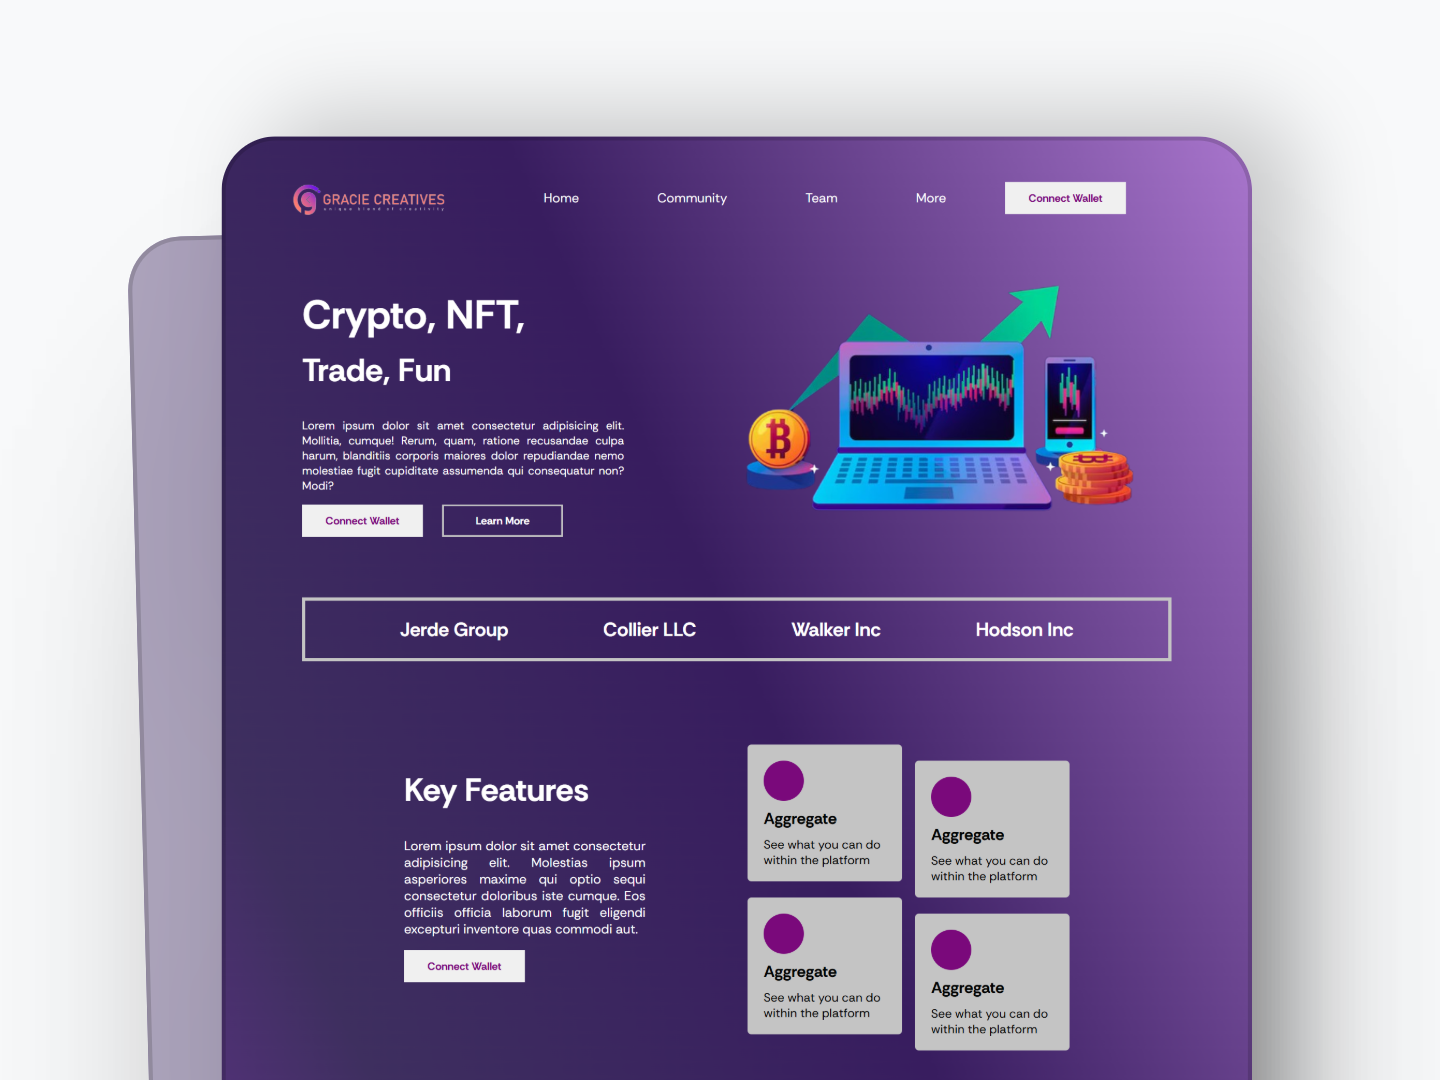 GRACIE CREATIVES
unique blend of creativity
Home
Community
Team
More
Connect Wallet
Crypto, NFT,
Trade, Fun
Lorem ipsum dolor sit amet consectetur adipisicing elit.
Mollitia, cumque! Rerum, quam, ratione recusandae culpa
harum, blanditiis corporis maiores dolor repudiandae nemo
molestiae fugit cupiditate assumenda qui consequatur non?
Modi?
Connect Wallet
Learn More
Jerde Group
Collier LLC
Walker Inc
Hodson Inc
Key Features
Lorem ipsum dolor sit amet consectetur
adipisicing elit. Molestias ipsum
asperiores maxime qui optio sequi
consectetur doloribus iste cumque. Eos
officiis officia laborum fugit eligendi
excepturi inventore quas commodi aut.
Connect Wallet
Aggregate
See what you can do
within the platform
Aggregate
See what you can do
within the platform
Aggregate
See what you can do
within the platform
Aggregate
See what you can do
within the platform